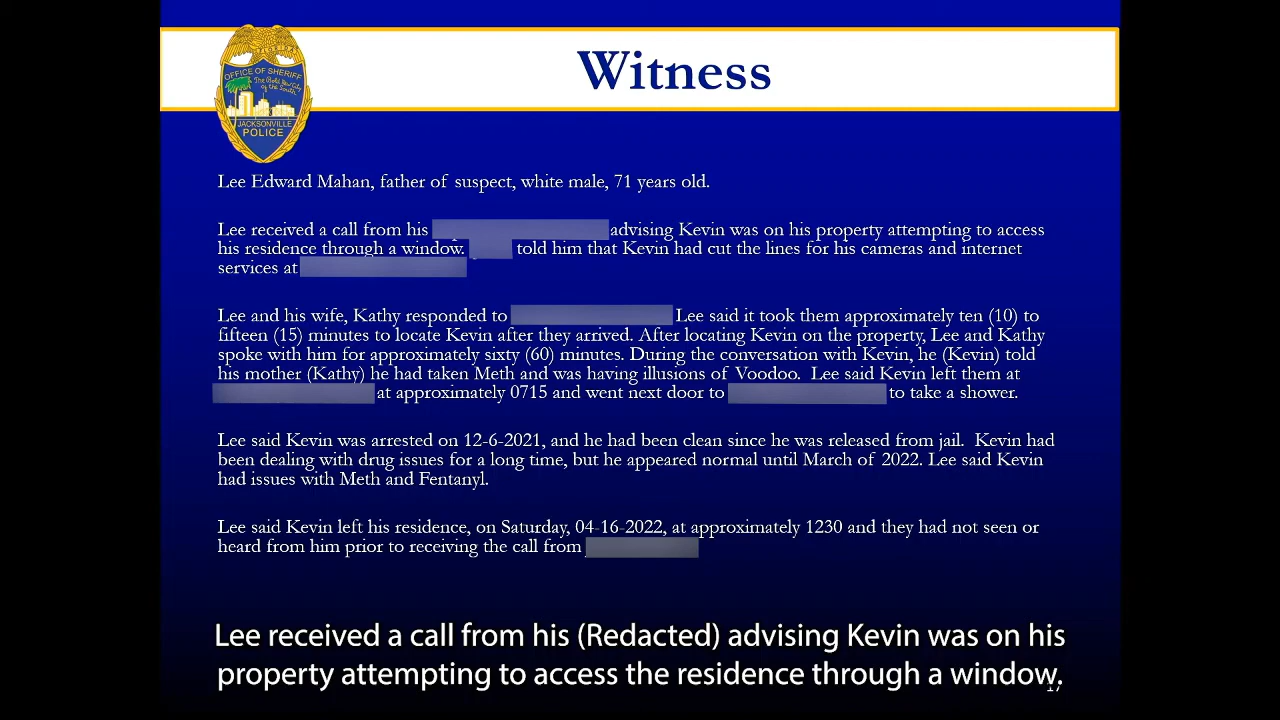 Witness
OFFICE OF SHERIFF
The Bold New City
of the South
JACKSONVILLE
POLICE
Lee Edward Mahan, father of suspect, white male, 71 years old.
Lee received a call from his advising Kevin was on his property attempting to access
his residence through a window. told him that Kevin had cut the lines for his cameras and internet
services at
Lee and his wife, Kathy responded to Lee said it took them approximately ten (10) to
fifteen (15) minutes to locate Kevin after they arrived. After locating Kevin on the property, Lee and Kathy
spoke with him for approximately sixty (60) minutes. During the conversation with Kevin, he (Kevin) told
his mother (Kathy) he had taken Meth and was having illusions of Voodoo. Lee said Kevin left them at
at approximately 0715 and went next door to to take a shower.
Lee said Kevin was arrested on 12-6-2021, and he had been clean since he was released from jail. Kevin had
been dealing with drug issues for a long time, but he appeared normal until March of 2022. Lee said Kevin
had issues with Meth and Fentanyl.
Lee said Kevin left his residence, on Saturday, 04-16-2022, at approximately 1230 and they had not seen or
heard from him prior to receiving the call from
Lee received a call from his (Redacted) advising Kevin was on his
property attempting to access the residence through a window.